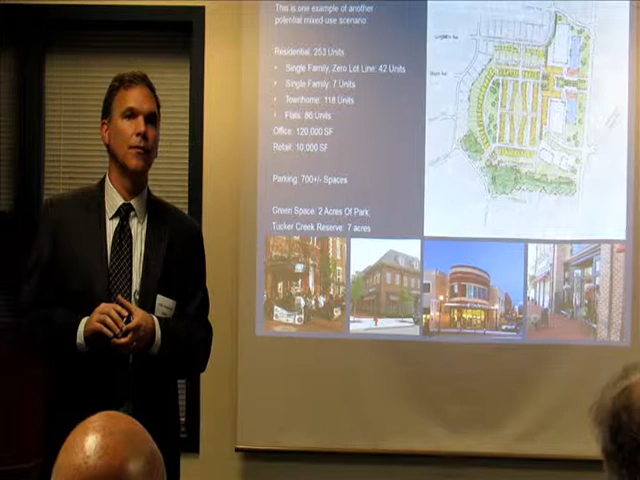 This is one example of another
potential mixed-use scenario:
Residential: 253 Units
• Single Family, Zero Lot Line: 42 Units
• Single Family: 7 Units
• Townhome: 118 Units
• Flats: 86 Units
Office: 120,000 SF
Retail: 10,000 SF
Parking: 700+/- Spaces
Green Space: 2 Acres Of Park;
Tucker Creek Reserve: 7 acres